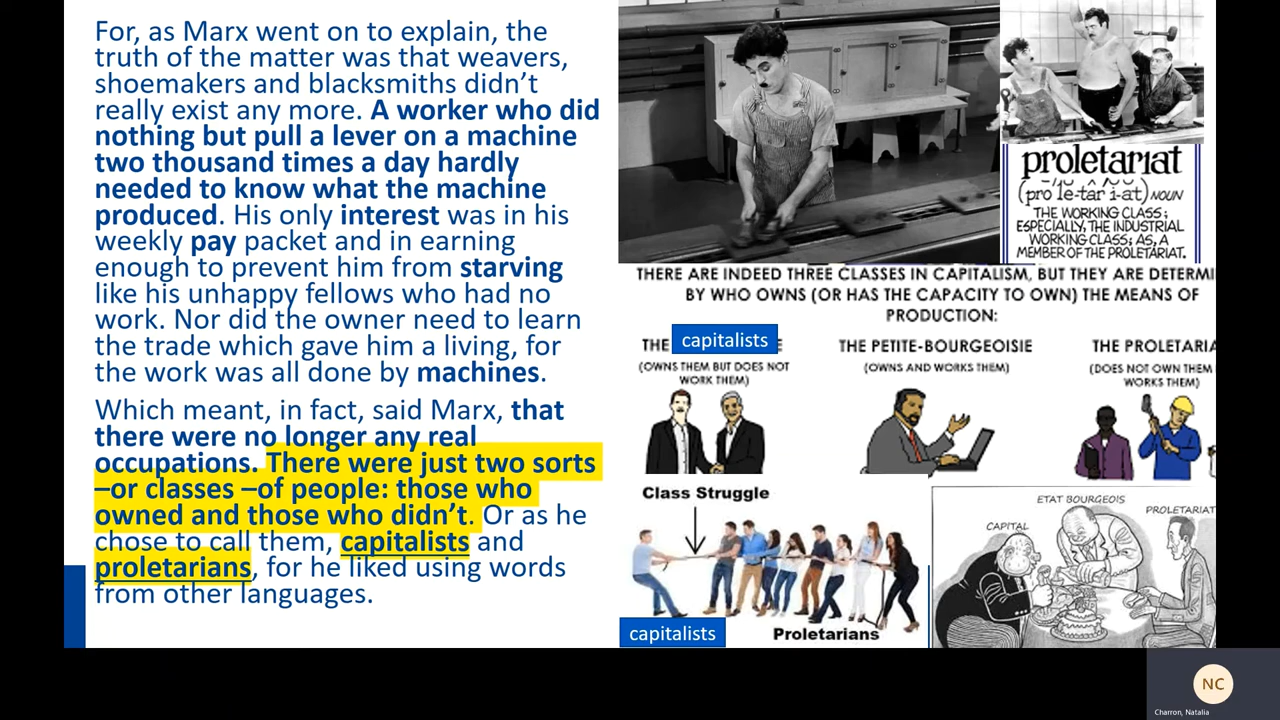 For, as Marx went on to explain, the
truth of the matter was that weavers,
shoemakers and blacksmiths didn't
really exist any more. A worker who did
nothing but pull a lever on a machine
two thousand times a day hardly
needed to know what the machine
produced. His only interest was in his
weekly pay packet and in earning
enough to prevent him from starving
like his unhappy fellows who had no
work. Nor did the owner need to learn
the trade which gave him a living, for
the work was all done by machines.
Which meant, in fact, said Marx, that
there were no longer any real
occupations. There were just two sorts
–or classes –of people: those who
owned and those who didn't. Or as he
chose to call them, capitalists and
proletarians, for he liked using words
from other languages.
proletariat
NOUN
THE WORKING CLASS;
ESPECIALLY, THE INDUSTRIAL
WORKING CLASS; AS, A
MEMBER OF THE PROLETARIAT.
THERE ARE INDEED THREE CLASSES IN CAPITALISM, BUT THEY ARE DETERMI
BY WHO OWNS (OR HAS THE CAPACITY TO OWN) THE MEANS OF
PRODUCTION:
THE capitalists E
(OWNS THEM BUT DOES NOT
WORK THEM)
THE PETITE-BOURGEOISIE
(OWNS AND WORKS THEM)
THE PROLETARIA
(DOES NOT OWN THEM
WORKS THEM)
Class Struggle
capitalists
Proletarians
CAPITAL
ETAT BOURGEOIS
PROLETARIAT
NC
Charron, Natalia